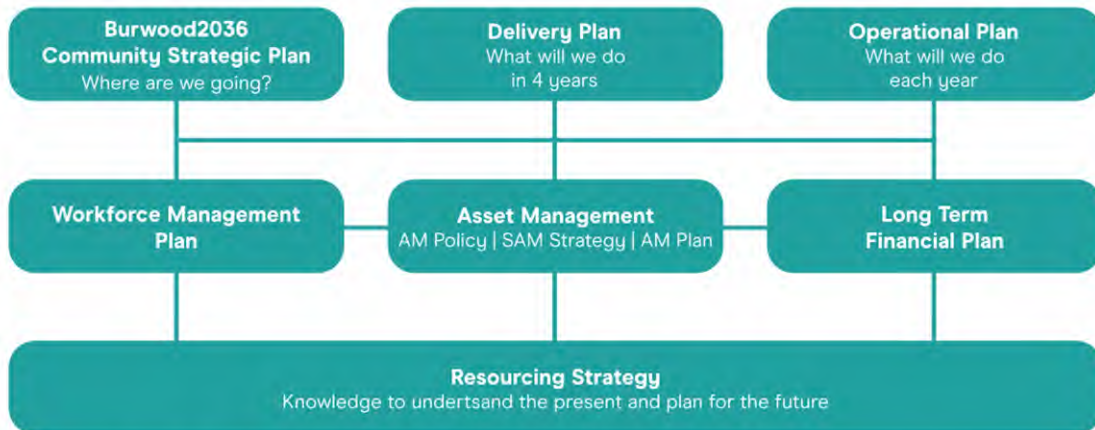 Burwood2036
Community Strategic Plan
Where are we going?
Delivery Plan
What will we do
in 4 years
Operational Plan
What will we do
each year
Workforce Management
Plan
Asset Management
AM Policy | SAM Strategy | AM Plan
Long Term
Financial Plan
Resourcing Strategy
Knowledge to undertsand the present and plan for the future